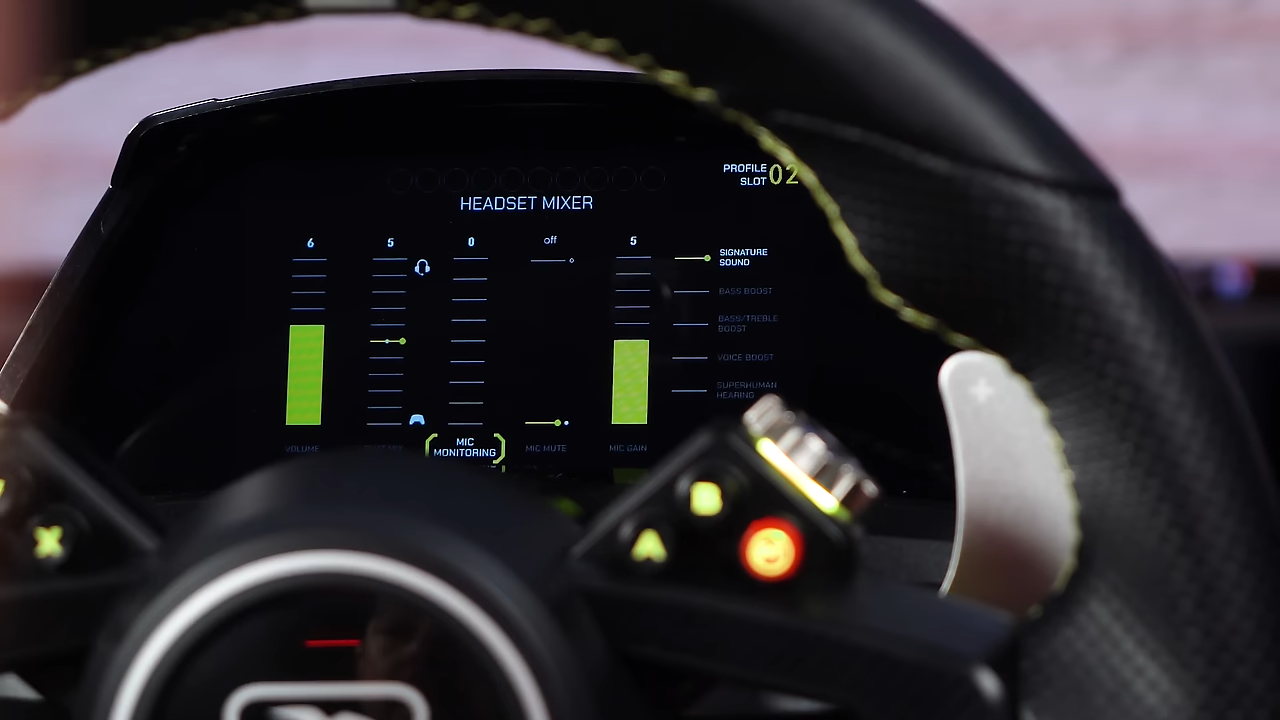 PROFILE
SLOT 02
HEADSET MIXER
6 5 0 off 5
SIGNATURE
SOUND
BASS BOOST
BASS/TREBLE
BOOST
VOICE BOOST
SUPERHUMAN
HEARING
VOLUME
MIC
MONITORING
MIC MUTE
MIC GAIN
X
A
B